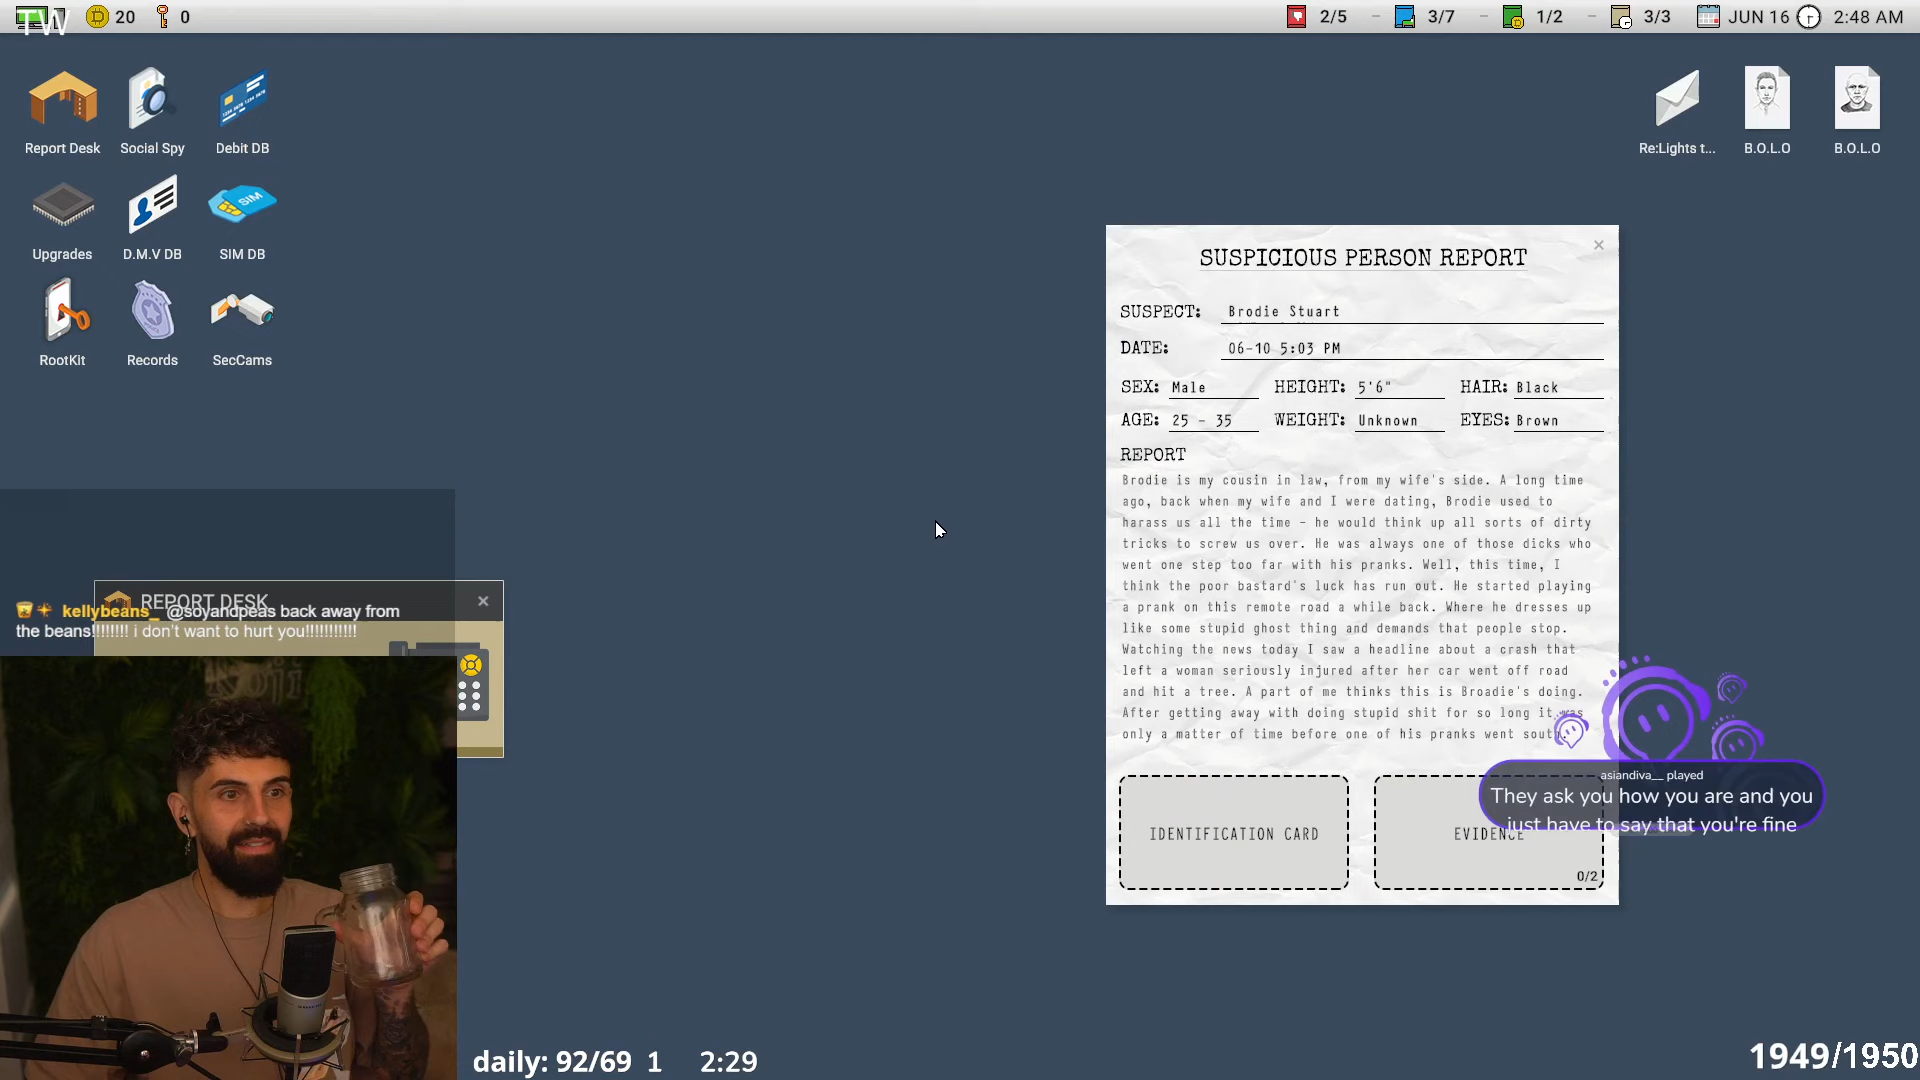 TW
20
0
2/5
3/7
1/2
3/3
JUN 16
2:48 AM
Report Desk
Social Spy
Debit DB
Upgrades
D.M.V DB
SIM DB
RootKit
Records
SecCams
Re:Lights t...
B.O.L.O
B.O.L.O
SUSPICIOUS PERSON REPORT
SUSPECT: Brodie Stuart
DATE: 06-10 5:03 PM
SEX: Male HEIGHT: 5'6" HAIR: Black
AGE: 25 - 35 WEIGHT: Unknown EYES: Brown
REPORT
Brodie is my cousin in law, from my wife's side. A long time
ago, back when my wife and I were dating, Brodie used to
harass us all the time - he would think up all sorts of dirty
tricks to screw us over. He was always one of those dicks who
went one step too far with his pranks. Well, this time, I
think the poor bastard's luck has run out. He started playing
a prank on this remote road a while back. Where he dresses up
like some stupid ghost thing and demands that people stop.
Watching the news today I saw a headline about a crash that
left a woman seriously injured after her car went off road
and hit a tree. A part of me thinks this is Broadie's doing.
After getting away with doing stupid shit for so long it was
only a matter of time before one of his pranks went south.
IDENTIFICATION CARD
EVIDENCE
0/2
asiandiva__ played
They ask you how you are and you
just have to say that you're fine
REPORT DESK
kellybeans_ @soyandpeas back away from
the beans!!!!!!!! i don't want to hurt you!!!!!!!!!!!
daily: 92/69 1 2:29
1949/1950